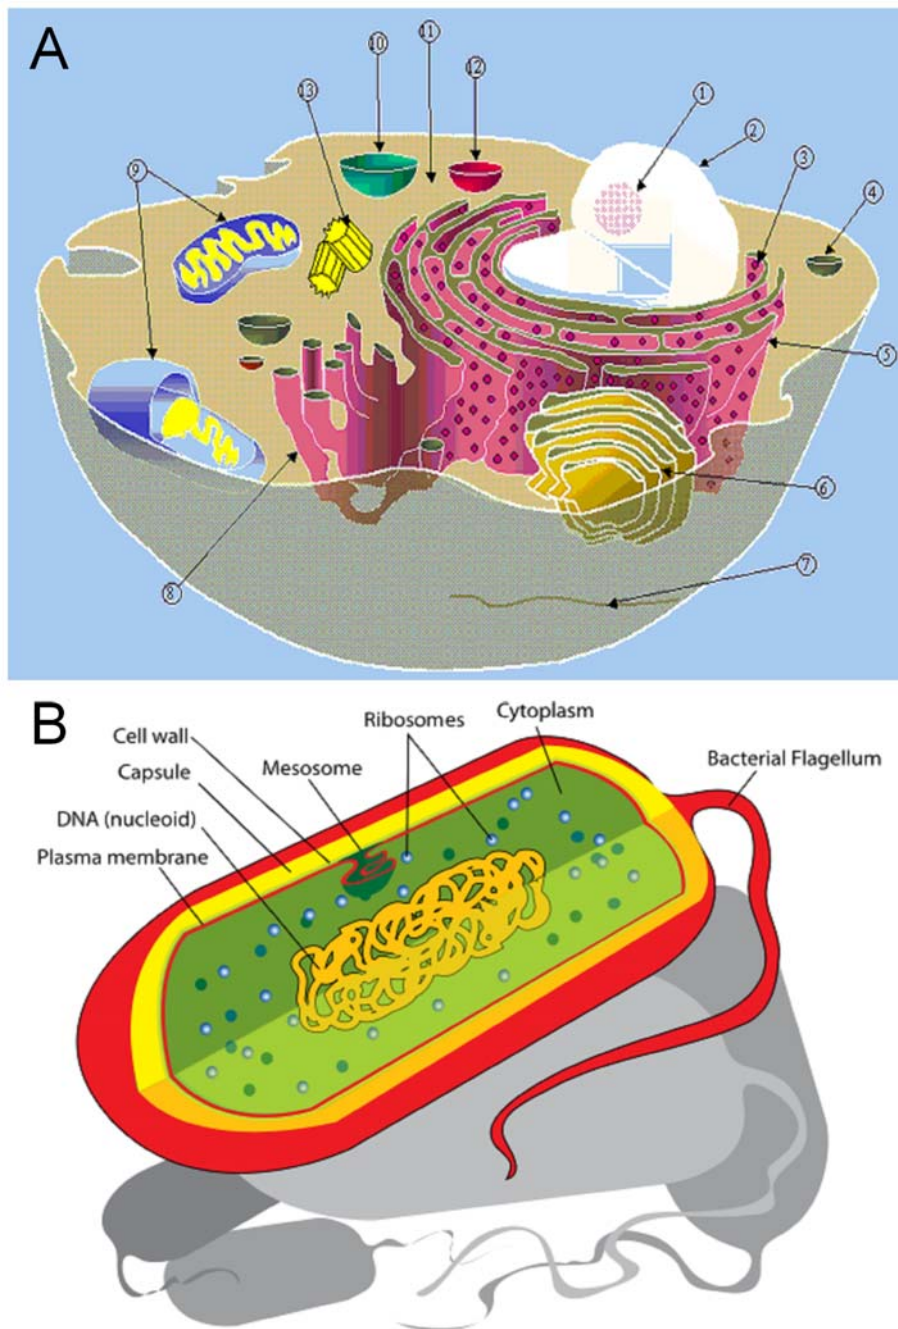 A
10
11
12
13
1
2
3
4
9
5
6
7
8
B
Ribosomes
Cytoplasm
Cell wall
Capsule
Mesosome
Bacterial Flagellum
DNA (nucleoid)
Plasma membrane